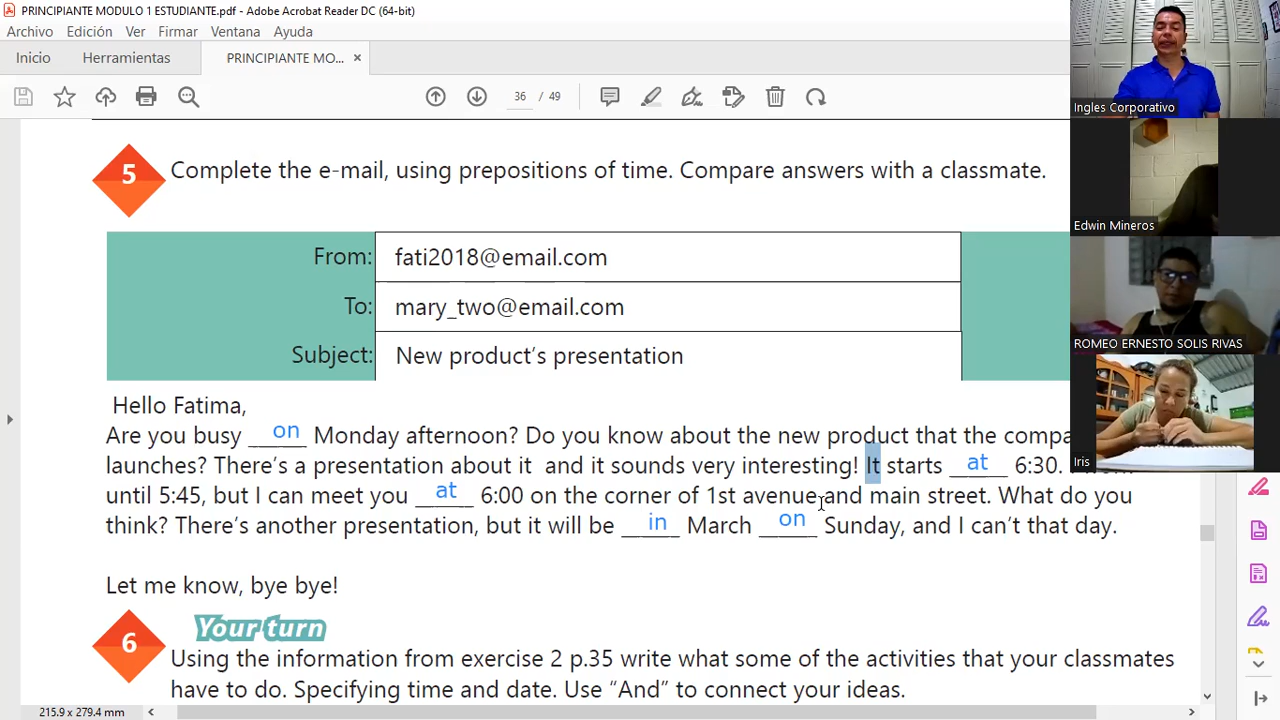 PRINCIPIANTE MODULO 1 ESTUDIANTE.pdf - Adobe Acrobat Reader DC (64-bit)
Archivo Edición Ver Firmar Ventana Ayuda
Inicio Herramientas PRINCIPIANTE MO... ×
36 / 49
5 Complete the e-mail, using prepositions of time. Compare answers with a classmate.
From: fati2018@email.com
To: mary_two@email.com
Subject: New product's presentation
Hello Fatima,
Are you busy on Monday afternoon? Do you know about the new product that the
launches? There's a presentation about it and it sounds very interesting! It starts at 6:30. I
until 5:45, but I can meet you at 6:00 on the corner of 1st avenue and main street. What do you
think? There's another presentation, but it will be in March on Sunday, and I can't that day.
Let me know, bye bye!
6 Your turn
Using the information from exercise 2 p.35 write what some of the activities that your classmates
have to do. Specifying time and date. Use “And” to connect your ideas.
215.9 x 279.4 mm
Ingles Corporativo
Edwin Mineros
ROMEO ERNESTO SOLIS RIVAS
Iris